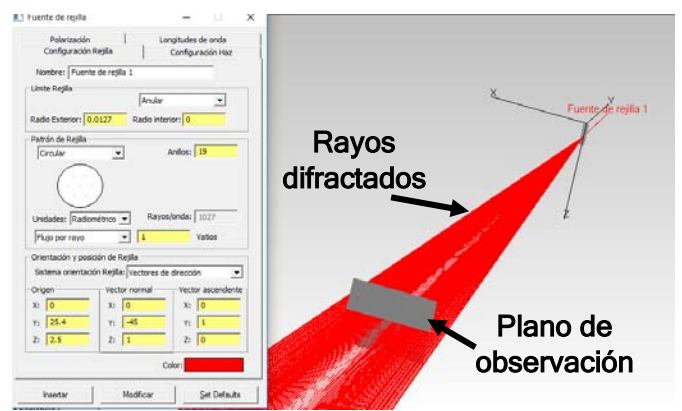 Fuente de rejilla
Polarización
Longitudes de onda
Configuración Rejilla
Configuración Haz
Nombre: Fuente de rejilla 1
Límite Rejilla
Anular
Radio Exterior: 0.0127 Radio interior: 0
Patrón de Rejilla
Circular Anillos: 19
Unidades: Radiométrico Rayos/onda: 1027
Flujo por rayo 1 Vatios
Orientación y posición de Rejilla
Sistema orientación Rejilla: Vectores de dirección
Origen Vector normal Vector ascendente
X: 0 X: 0 X: 0
Y: 25.4 Y: -45 Y: 1
Z: 2.5 Z: 1 Z: 0
Color:
Insertar Modificar Set Defaults
X
Y
Fuente de rejilla 1
Z
Rayos
difractados
Plano de
observación